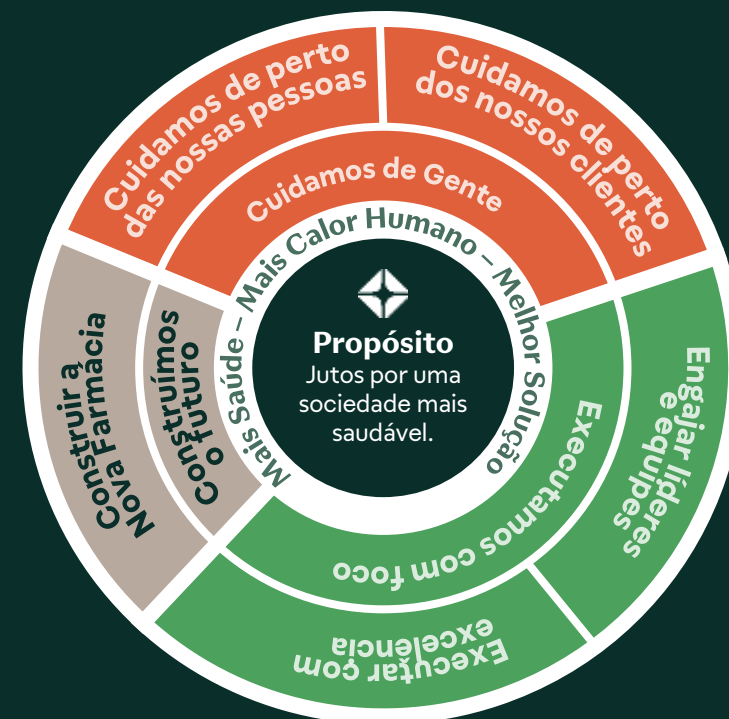 Cuidamos de perto
das nossas pessoas
Cuidamos de perto
dos nossos clientes
Cuidamos de Gente
Mais Saúde – Mais Calor Humano – Melhor Solução
Propósito
Jutos por uma
sociedade mais
saudável.
Construir a
Nova Farmácia
Construímos
o futuro
Engajar líderes
e equipes
Executamos com foco
Executar com
excelência